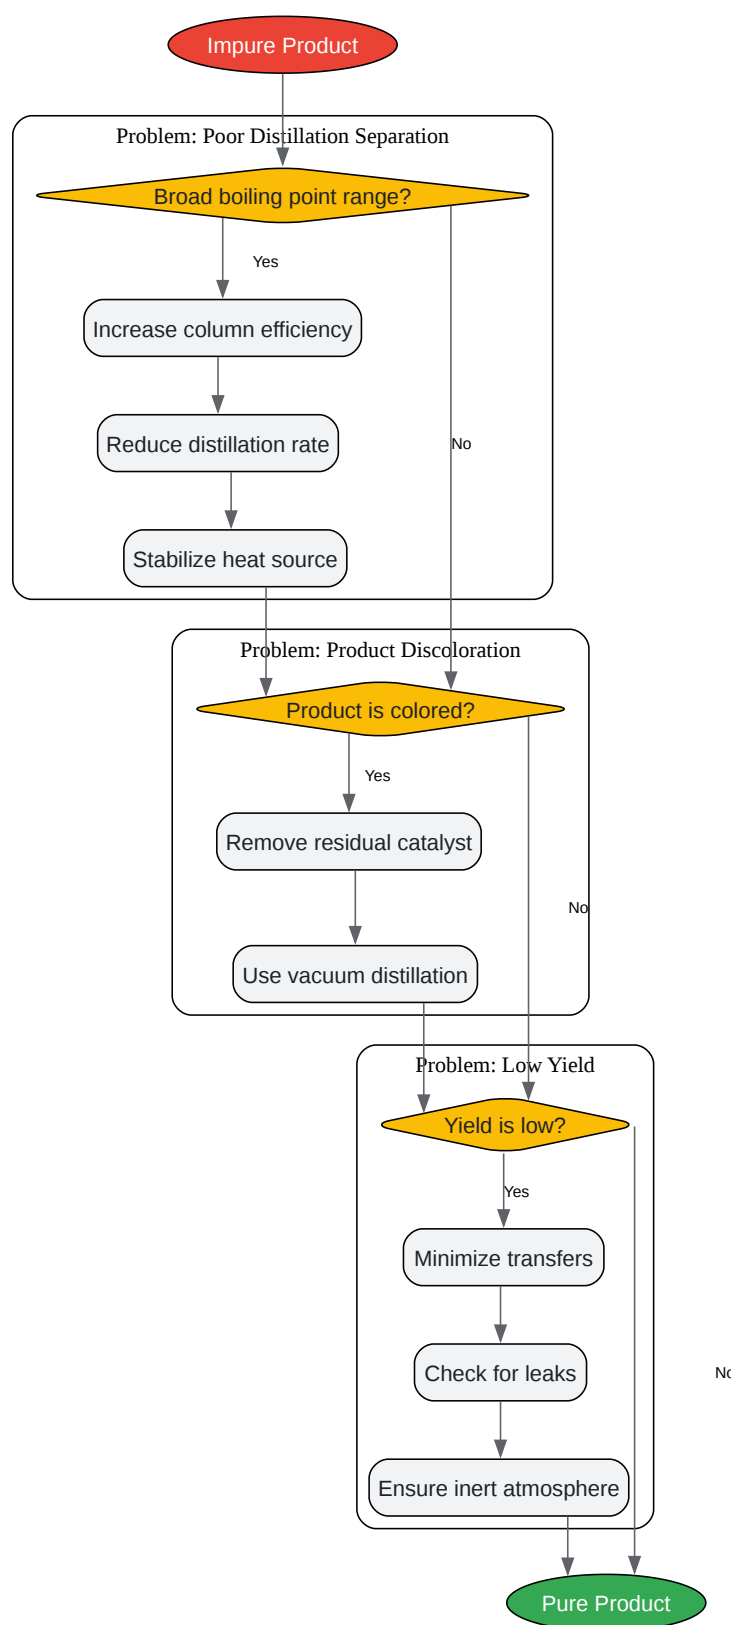 Impure Product
Problem: Poor Distillation Separation
Broad boiling point range?
Yes
Increase column efficiency
Reduce distillation rate
No
Stabilize heat source
Problem: Product Discoloration
Product is colored?
Yes
Remove residual catalyst
No
Use vacuum distillation
Problem: Low Yield
Yield is low?
Yes
Minimize transfers
Check for leaks
No
Ensure inert atmosphere
Pure Product